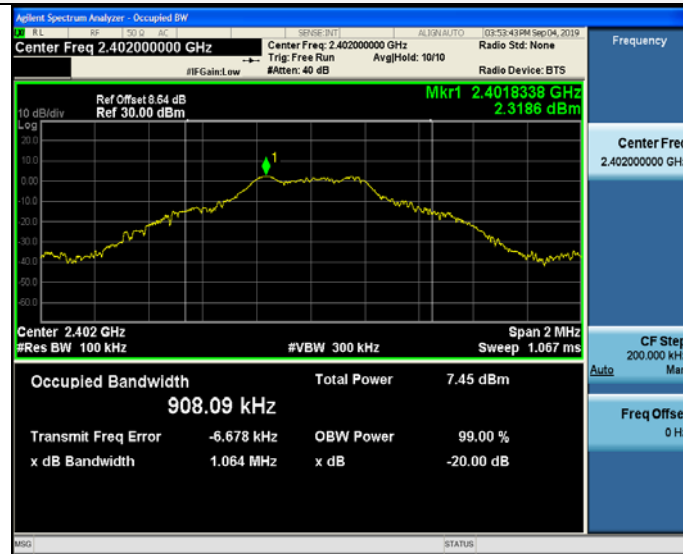 Agilent Spectrum Analyzer - Occupied BW
RL RF 50 Ω AC SENSE:INT ALIGNAUTO 03:53:43PM Sep 04, 2019
Center Freq 2.402000000 GHz
Center Freq: 2.402000000 GHz
Radio Std: None
Trig: Free Run Avg|Hold: 10/10
#IFGain:Low #Atten: 40 dB Radio Device: BTS
Frequency
Mkr1 2.4018338 GHz
2.3186 dBm
Ref Offset 8.54 dB
10 dB/div Ref 30.00 dBm
Log
20.0
10.0
0.00
-10.0
-20.0
-30.0
-40.0
-50.0
-60.0
1
Center Freq
2.402000000 GHz
Center 2.402 GHz Span 2 MHz
#Res BW 100 kHz #VBW 300 kHz Sweep 1.067 ms
CF Step
200.000 kHz
Auto Man
Occupied Bandwidth Total Power 7.45 dBm
908.09 kHz
Transmit Freq Error -6.678 kHz OBW Power 99.00 %
x dB Bandwidth 1.064 MHz x dB -20.00 dB
Freq Offset
0 Hz
MSG STATUS